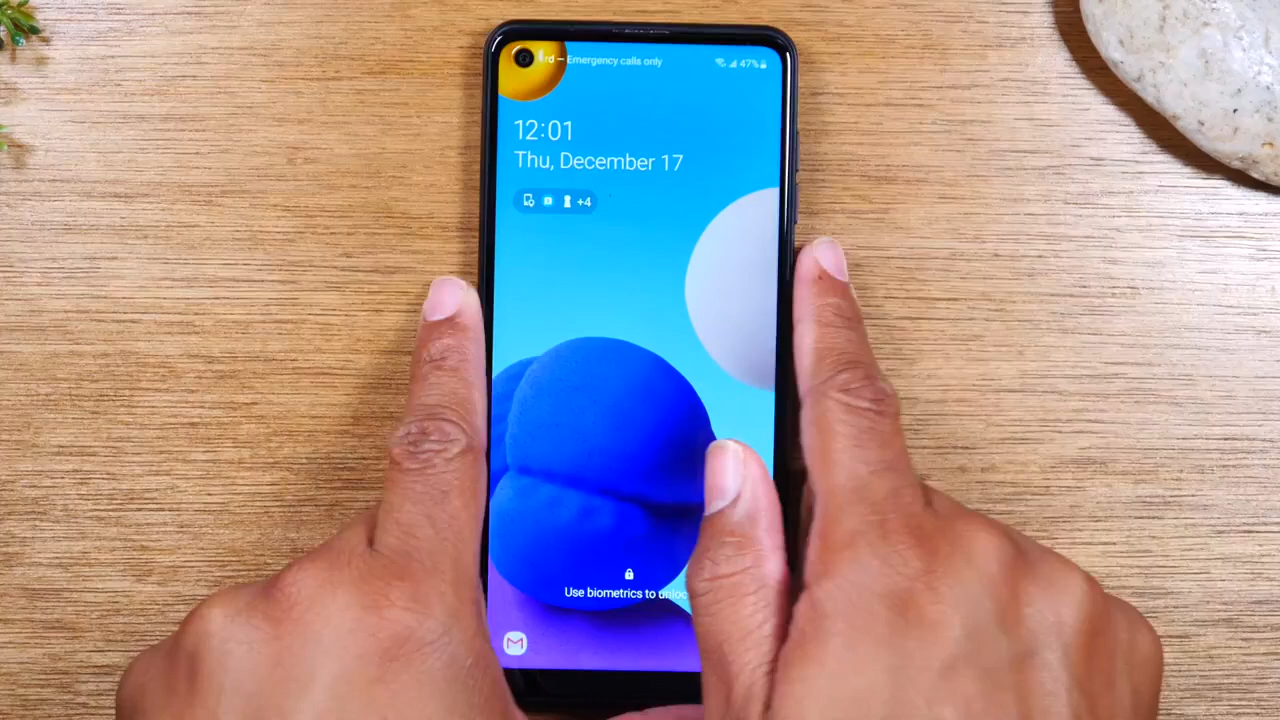 – Emergency calls only 47%
12:01
Thu, December 17
+4
Use biometrics to